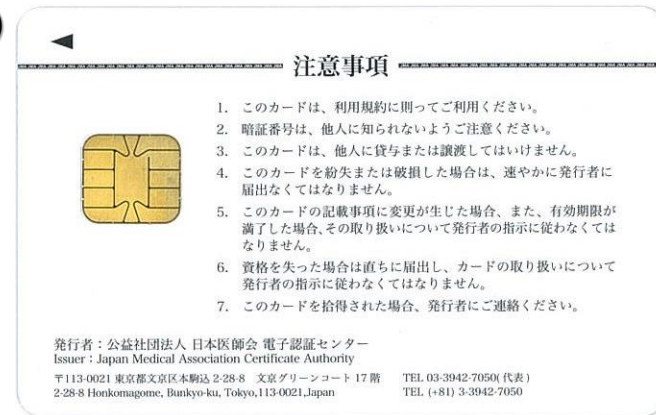 注意事項
1. このカードは、利用規約に則ってご利用ください。
2. 暗証番号は、他人に知られないようご注意ください。
3. このカードは、他人に貸与または譲渡してはいけません。
4. このカードを紛失または破損した場合は、速やかに発行者に
届出なくてはなりません。
5. このカードの記載事項に変更が生じた場合、また、有効期限が
満了した場合、その取り扱いについて発行者の指示に従わなくては
なりません。
6. 資格を失った場合は直ちに届出し、カードの取り扱いについて
発行者の指示に従わなくてはなりません。
7. このカードを拾得された場合、発行者にご連絡ください。
発行者：公益社団法人 日本医師会 電子認証センター
Issuer : Japan Medical Association Certificate Authority
〒113-0021 東京都文京区本駒込 2-28-8 文京グリーンコート 17 階 TEL 03-3942-7050( 代表 )
2-28-8 Honkomagome, Bunkyo-ku, Tokyo,113-0021,Japan TEL (+81) 3-3942-7050